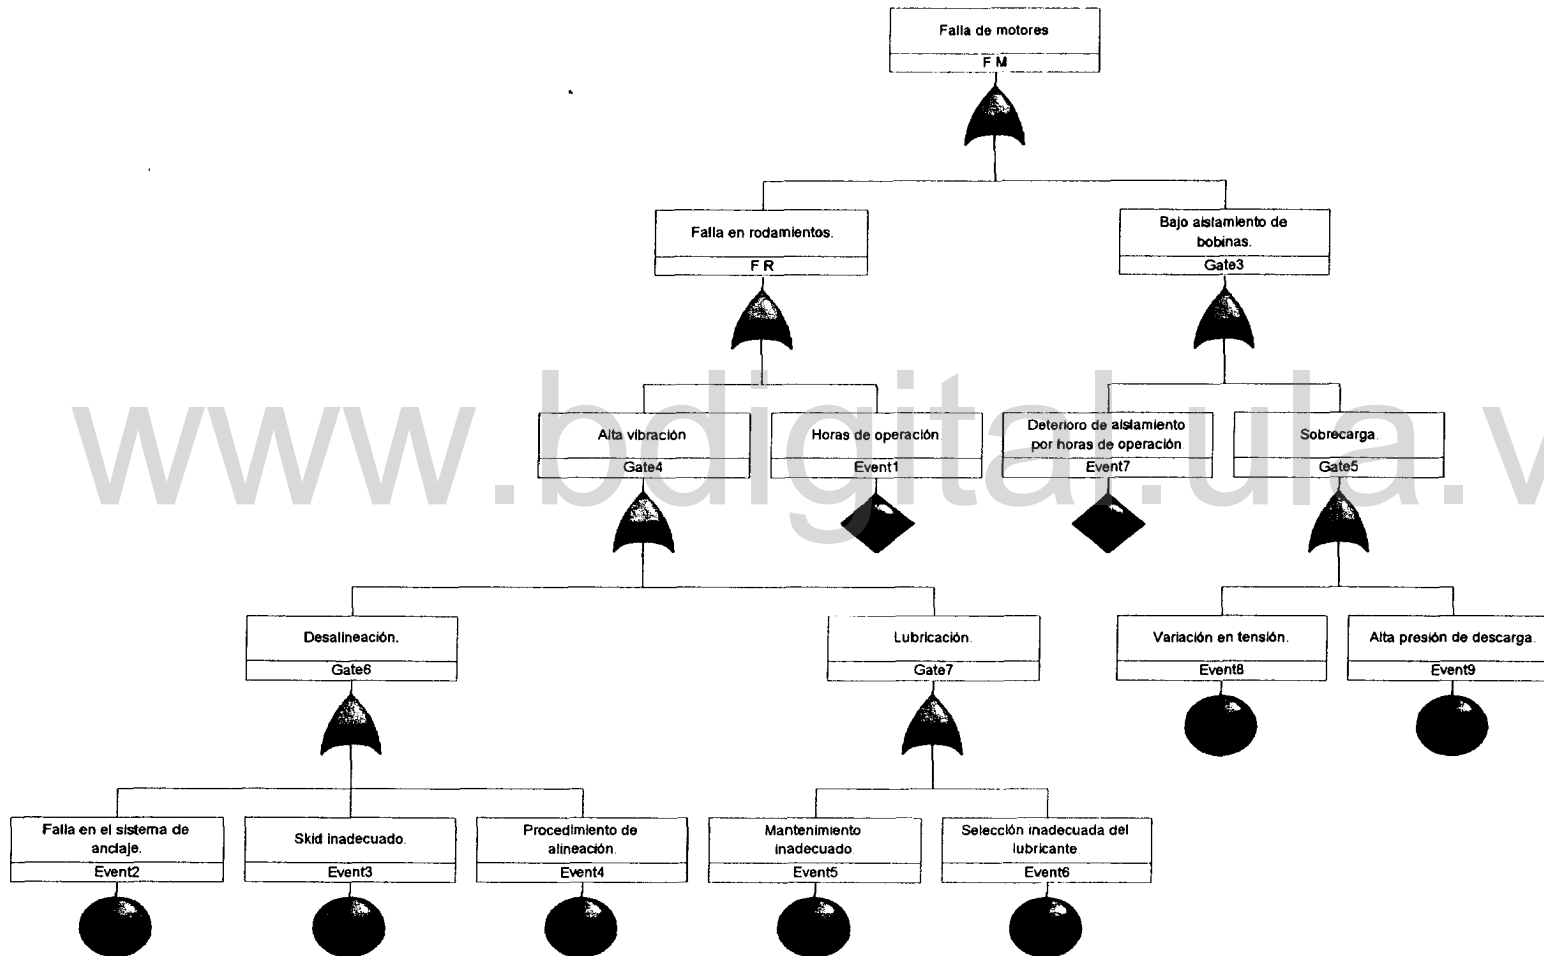 Falla de motores
F M
Falla en rodamientos.
F R
Bajo aislamiento de
bobinas.
Gate3
Alta vibración
Gate4
Horas de operación.
Event1
Deterioro de aislamiento
por horas de operación.
Event7
Sobrecarga.
Gate5
www.bdigital.ula.v
Desalineación.
Gate6
Lubricación.
Gate7
Variación en tensión.
Event8
Alta presión de descarga.
Event9
Falla en el sistema de
anclaje.
Event2
Skid inadecuado.
Event3
Procedimiento de
alineación.
Event4
Mantenimiento
inadecuado
Event5
Selección inadecuada del
lubricante.
Event6